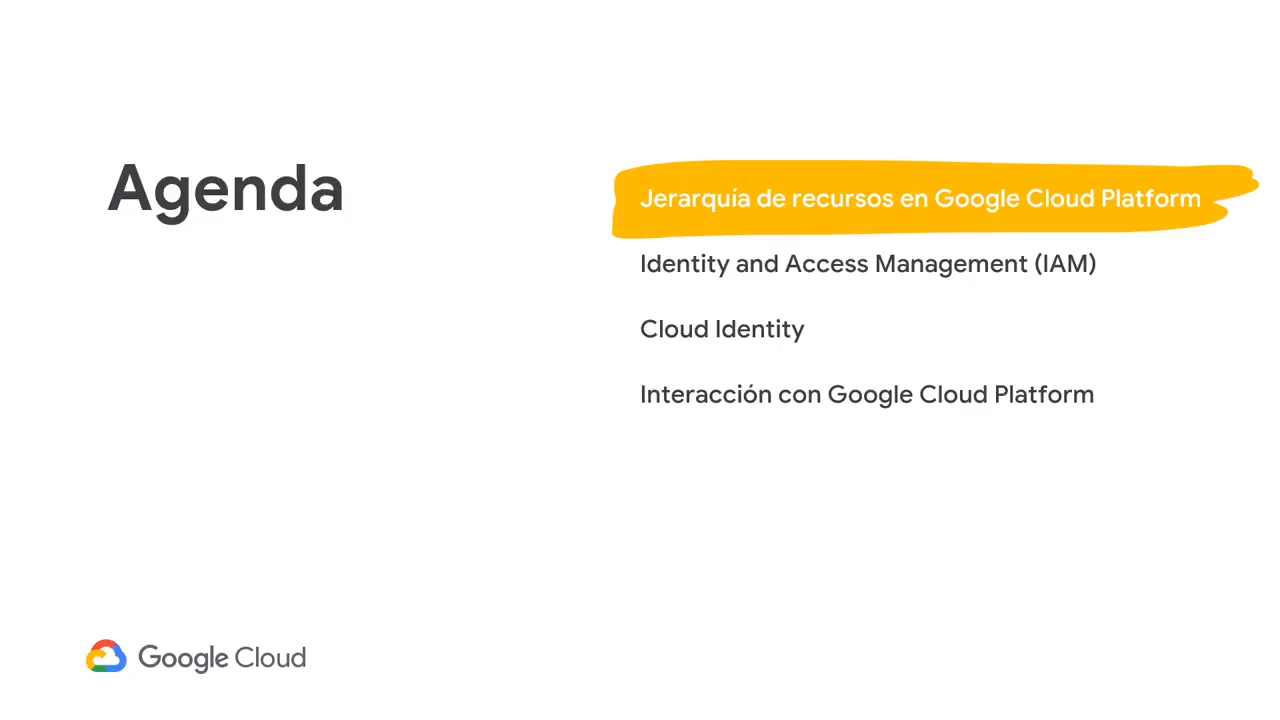 Agenda
Jerarquía de recursos en Google Cloud Platform
Identity and Access Management (IAM)
Cloud Identity
Interacción con Google Cloud Platform
Google Cloud